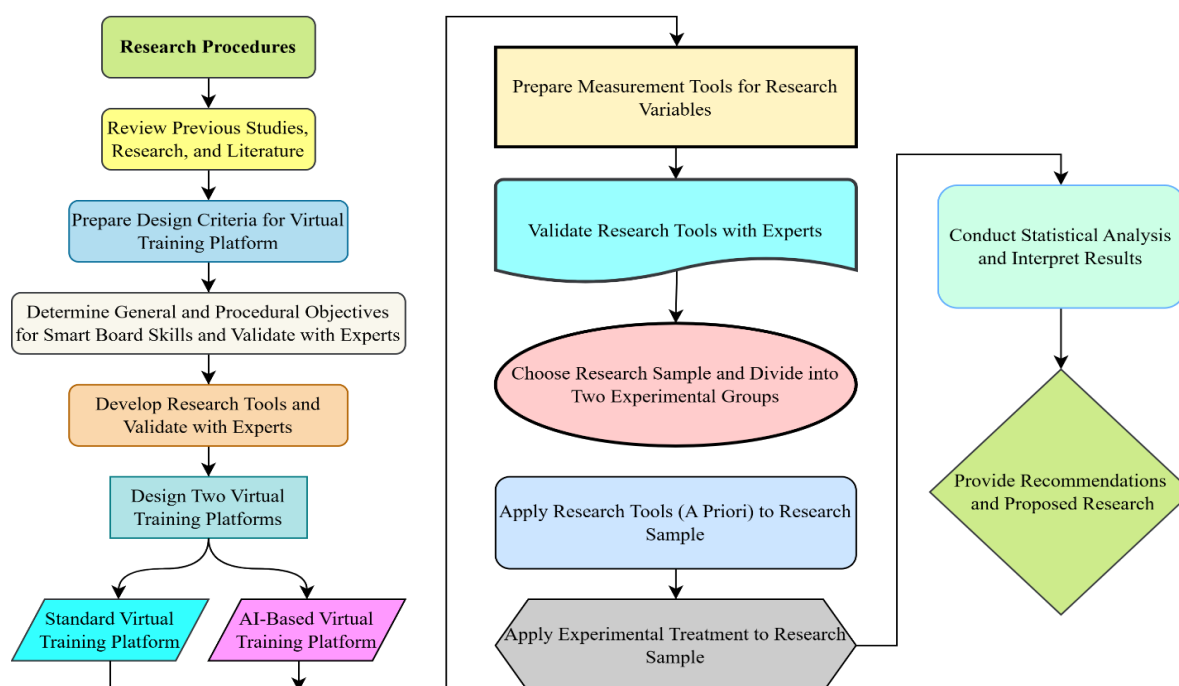 Research Procedures
Review Previous Studies,
Research, and Literature
Prepare Design Criteria for Virtual
Training Platform
Determine General and Procedural Objectives
for Smart Board Skills and Validate with Experts
Develop Research Tools and
Validate with Experts
Design Two Virtual
Training Platforms
Standard Virtual
Training Platform
AI-Based Virtual
Training Platform
Prepare Measurement Tools for Research
Variables
Validate Research Tools with Experts
Choose Research Sample and Divide into
Two Experimental Groups
Apply Research Tools (A Priori) to Research
Sample
Apply Experimental Treatment to Research
Sample
Conduct Statistical Analysis
and Interpret Results
Provide Recommendations
and Proposed Research